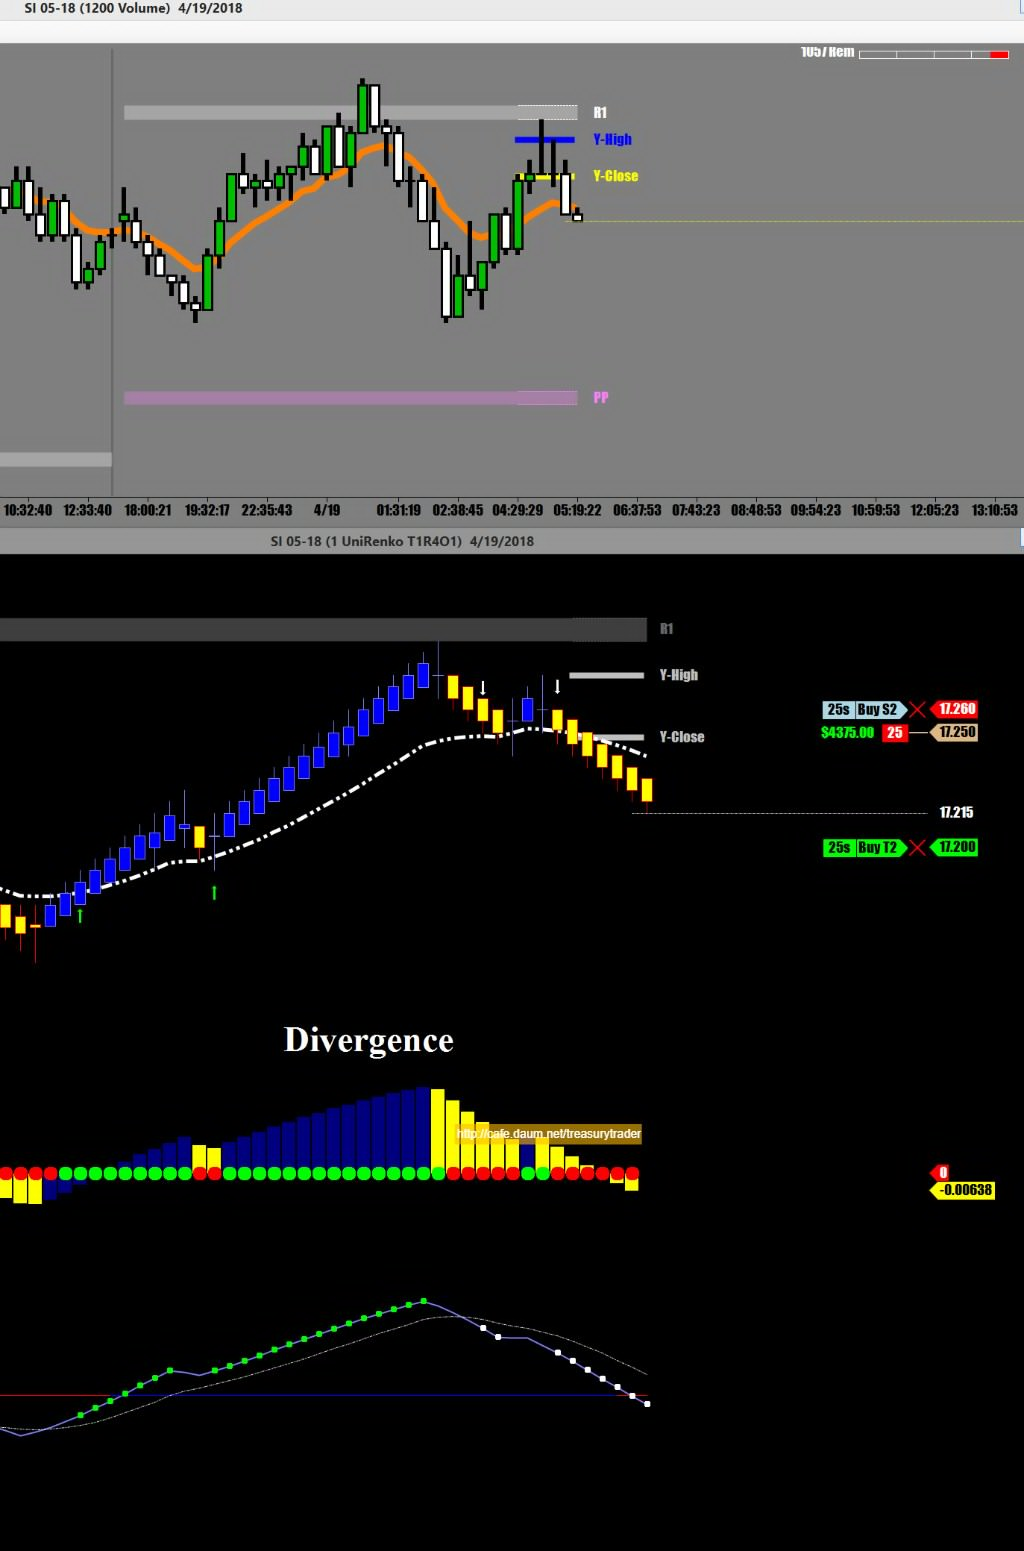 SI 05-18 (1200 Volume)  4/19/2018
1057 Rem
R1
Y-High
Y-Close
PP
10:32:40 12:33:40 18:00:21 19:32:17 22:35:43 4/19 01:31:19 02:38:45 04:29:29 05:19:22 06:37:53 07:43:23 08:48:53 09:54:23 10:59:53 12:05:23 13:10:53
SI 05-18 (1 UniRenko T1R4O1)  4/19/2018
R1
Y-High
25s Buy S2 17.260
$4375.00 25 17.250
Y-Close
17.215
25s Buy T2 17.200
Divergence
http://cafe.daum.net/treasurytrader
0
-0.00638